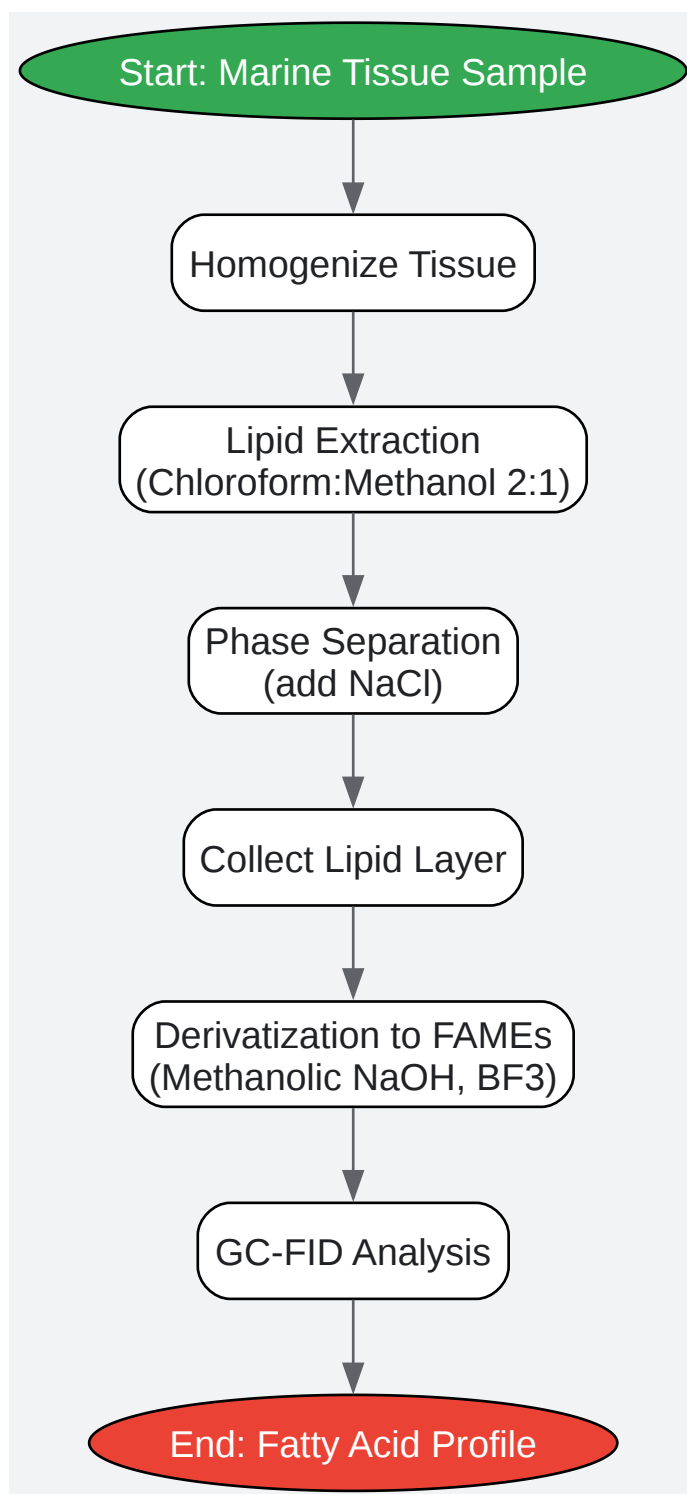 Start: Marine Tissue Sample
Homogenize Tissue
Lipid Extraction
(Chloroform:Methanol 2:1)
Phase Separation
(add NaCl)
Collect Lipid Layer
Derivatization to FAMEs
(Methanolic NaOH, BF3)
GC-FID Analysis
End: Fatty Acid Profile